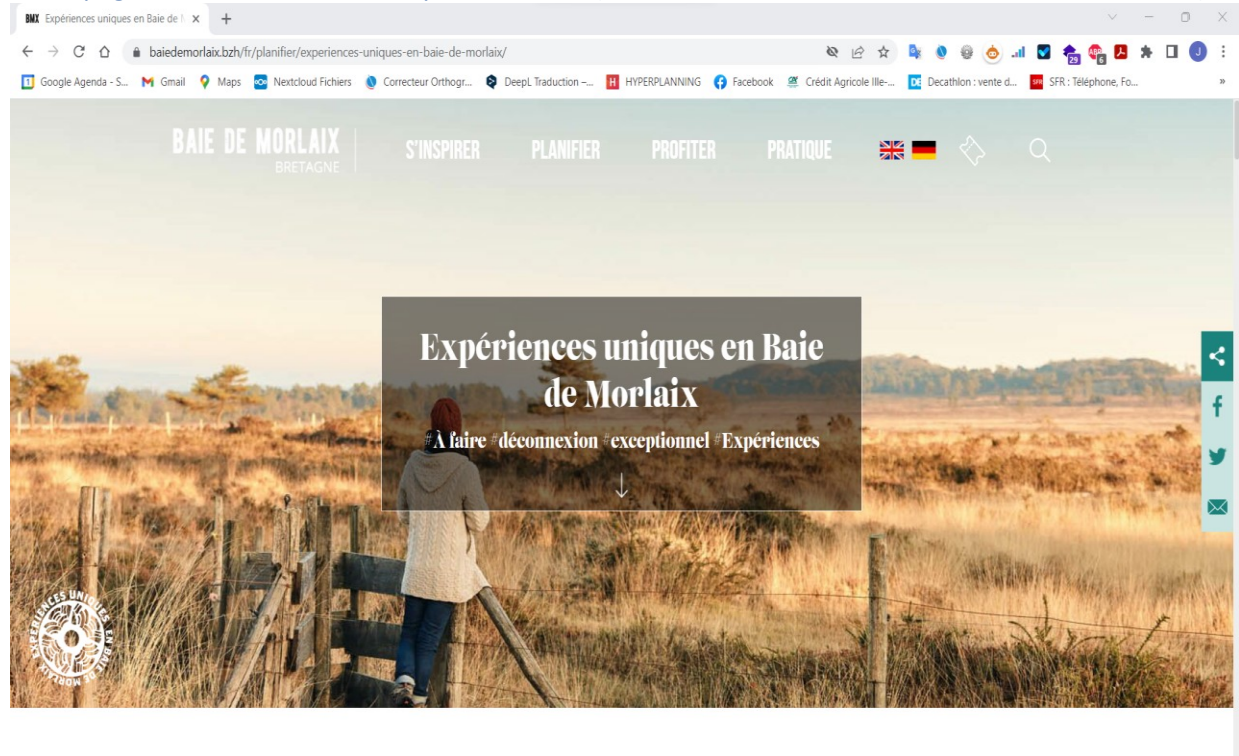 BMX Expériences uniques en Baie de
baiedemorlaix.bzh/fr/planifier/experiences-uniques-en-baie-de-morlaix/
29
6
J
Google Agenda - S... Gmail Maps Nextcloud Fichiers Correcteur Orthogr... DeepL Traduction –... HYPERPLANNING Facebook Crédit Agricole Ille-... Decathlon : vente d... SFR : Téléphone, Fo... »
BAIE DE MORLAIX
BRETAGNE
S'INSPIRER PLANIFIER PROFITER PRATIQUE
Expériences uniques en Baie
de Morlaix
#À faire #déconnexion #exceptionnel #Expériences
EXPÉRIENCES UNIQUES EN BAIE DE MORLAIX